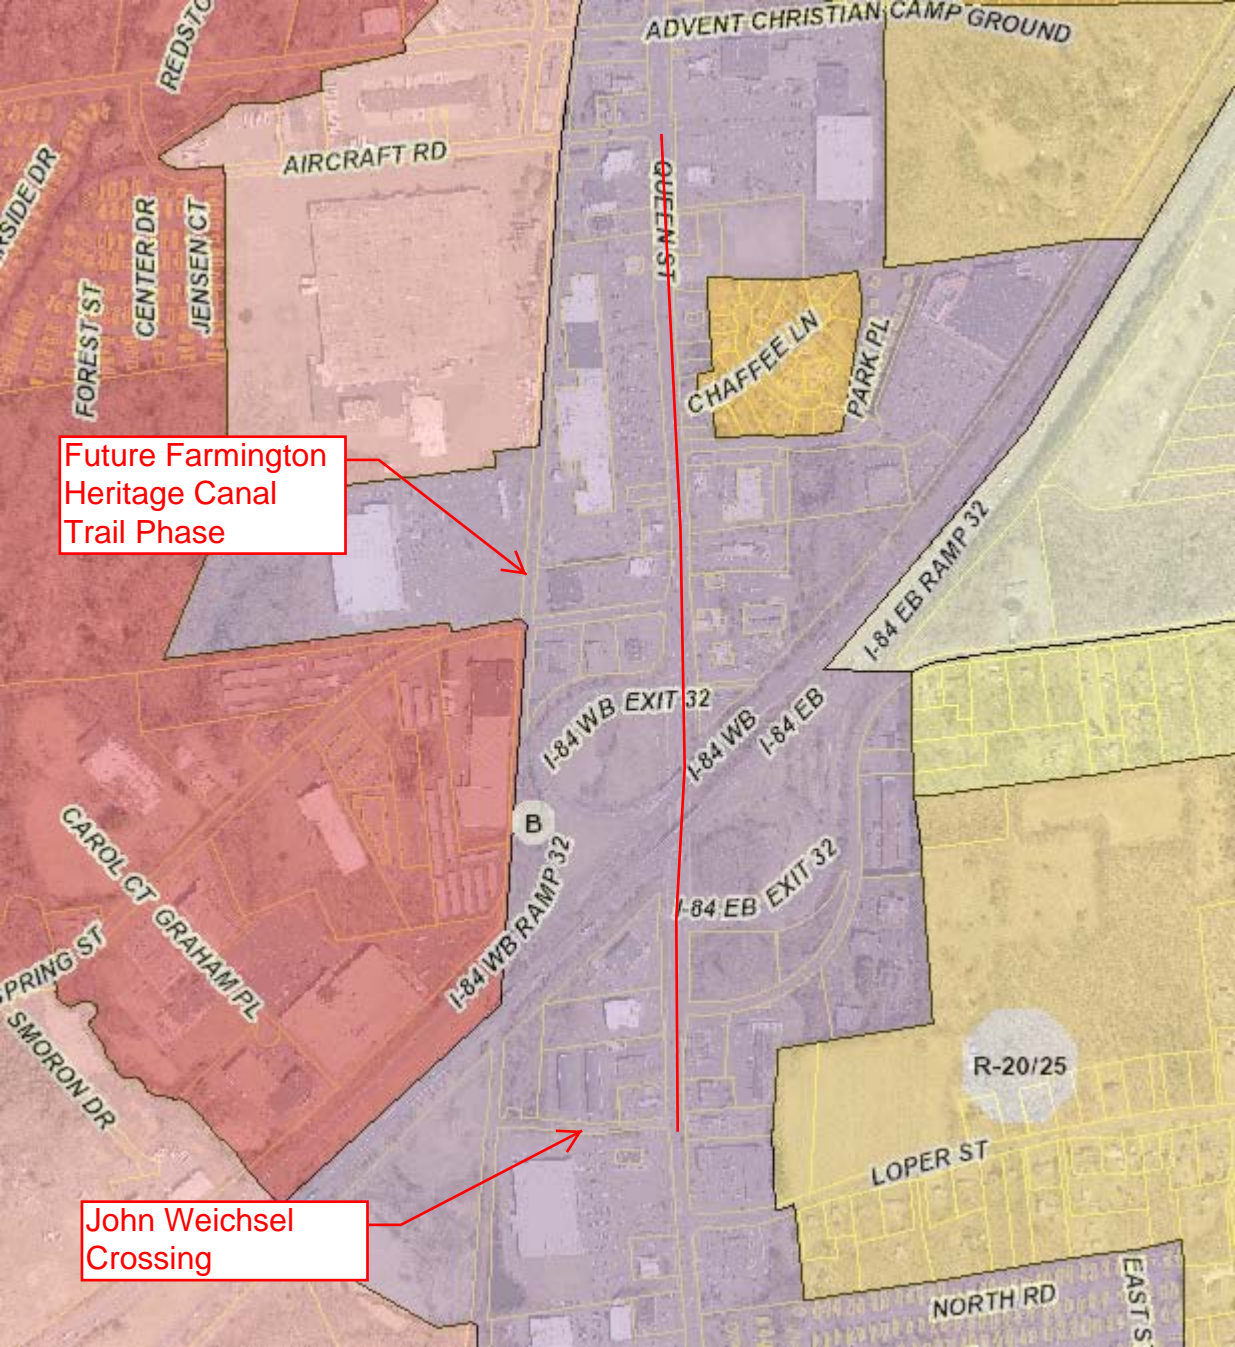 REDSTO
ADVENT CHRISTIAN CAMP GROUND
AIRCRAFT RD
RSIDE DR
CENTER DR
JENSEN CT
FOREST ST
QUEEN ST
CHAFFEE LN
PARK PL
Future Farmington
Heritage Canal
Trail Phase
I-84 EB RAMP 32
I-84 WB EXIT 32
I-84 WB
I-84 EB
B
CAROL CT
GRAHAM PL
I-84 WB RAMP 32
I-84 EB EXIT 32
SPRING ST
SMORON DR
R-20/25
LOPER ST
John Weichsel
Crossing
NORTH RD
EAST S